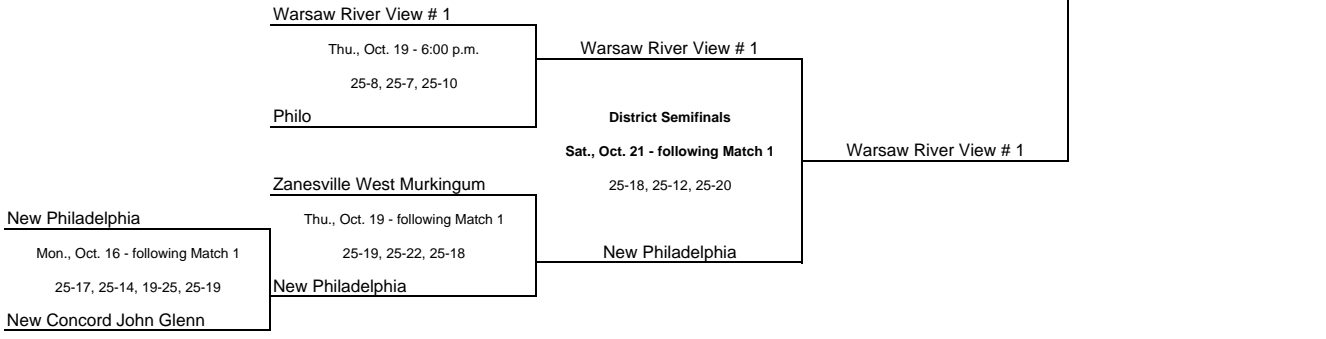 Warsaw River View # 1
Thu., Oct. 19 - 6:00 p.m.
Warsaw River View # 1
25-8, 25-7, 25-10
Philo
District Semifinals
Sat., Oct. 21 - following Match 1
Warsaw River View # 1
Zanesville West Murkingum
25-18, 25-12, 25-20
New Philadelphia
Thu., Oct. 19 - following Match 1
Mon., Oct. 16 - following Match 1
25-19, 25-22, 25-18
New Philadelphia
25-17, 25-14, 19-25, 25-19
New Philadelphia
New Concord John Glenn